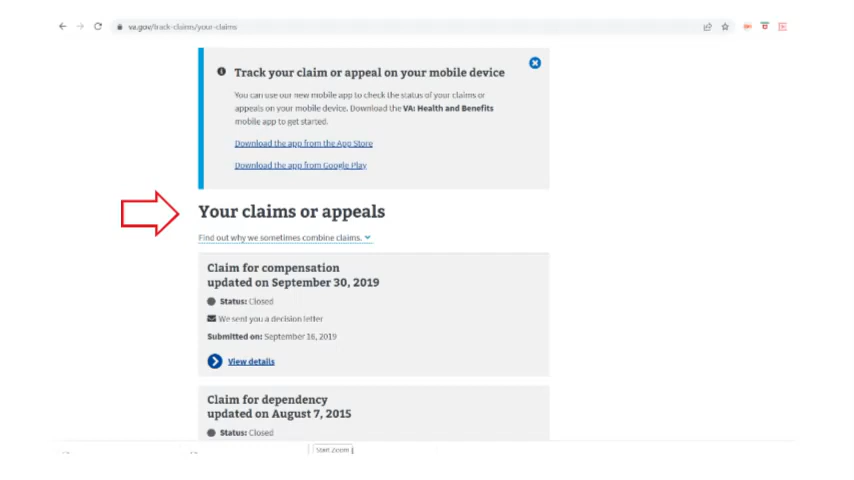 va.gov/track-claims/your-claims
Track your claim or appeal on your mobile device
You can use our new mobile app to check the status of your claims or
appeals on your mobile device. Download the VA: Health and Benefits
mobile app to get started.
Download the app from the App Store
Download the app from Google Play
Your claims or appeals
Find out why we sometimes combine claims.
Claim for compensation
updated on September 30, 2019
Status: Closed
We sent you a decision letter
Submitted on: September 16, 2019
View details
Claim for dependency
updated on August 7, 2015
Status: Closed
Start Zoom